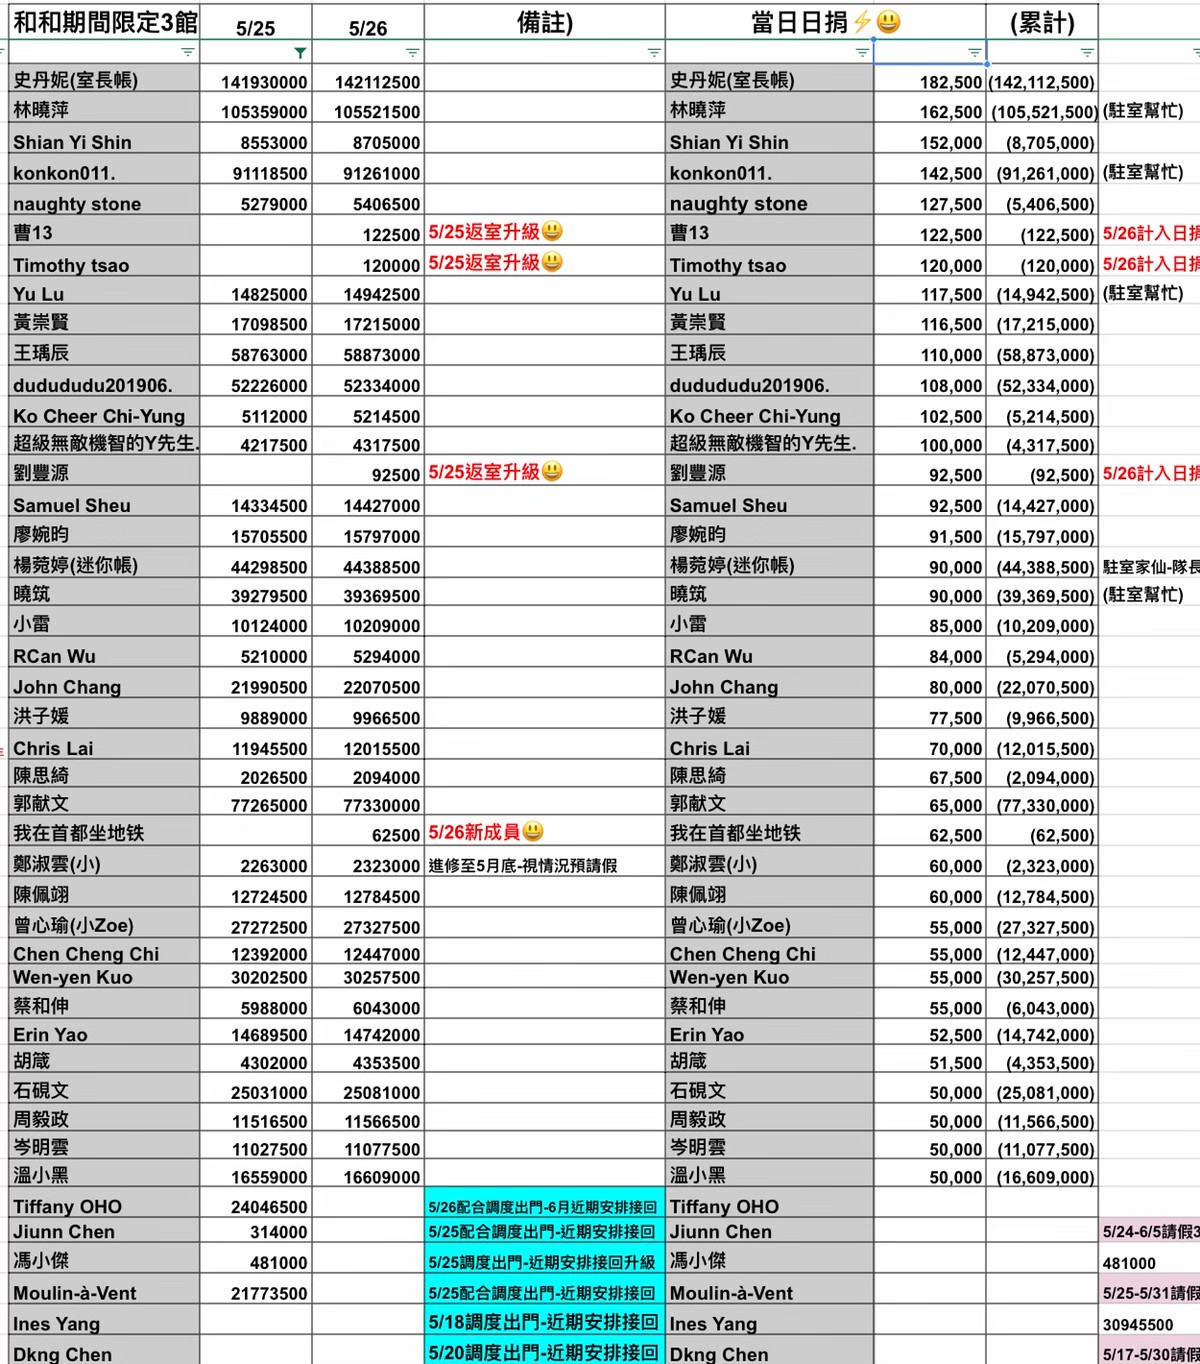 和和期間限定3館 5/25 5/26 備註) 當日日捐⚡😃 (累計)
史丹妮(室長帳) 141930000 142112500 史丹妮(室長帳) 182,500 (142,112,500)
林曉萍 105359000 105521500 林曉萍 162,500 (105,521,500) (駐室幫忙)
Shian Yi Shin 8553000 8705000 Shian Yi Shin 152,000 (8,705,000)
konkon011. 91118500 91261000 konkon011. 142,500 (91,261,000) (駐室幫忙)
naughty stone 5279000 5406500 naughty stone 127,500 (5,406,500)
曹13 122500 5/25返室升級😃 曹13 122,500 (122,500) 5/26計入日捐
Timothy tsao 120000 5/25返室升級😃 Timothy tsao 120,000 (120,000) 5/26計入日捐
Yu Lu 14825000 14942500 Yu Lu 117,500 (14,942,500) (駐室幫忙)
黃崇賢 17098500 17215000 黃崇賢 116,500 (17,215,000)
王瑀辰 58763000 58873000 王瑀辰 110,000 (58,873,000)
dudududu201906. 52226000 52334000 dudududu201906. 108,000 (52,334,000)
Ko Cheer Chi-Yung 5112000 5214500 Ko Cheer Chi-Yung 102,500 (5,214,500)
超級無敵機智的Y先生. 4217500 4317500 超級無敵機智的Y先生. 100,000 (4,317,500)
劉豐源 92500 5/25返室升級😃 劉豐源 92,500 (92,500) 5/26計入日捐
Samuel Sheu 14334500 14427000 Samuel Sheu 92,500 (14,427,000)
廖婉昀 15705500 15797000 廖婉昀 91,500 (15,797,000)
楊菀婷(迷你帳) 44298500 44388500 楊菀婷(迷你帳) 90,000 (44,388,500) 駐室家仙-隊長
曉筑 39279500 39369500 曉筑 90,000 (39,369,500) (駐室幫忙)
小雷 10124000 10209000 小雷 85,000 (10,209,000)
RCan Wu 5210000 5294000 RCan Wu 84,000 (5,294,000)
John Chang 21990500 22070500 John Chang 80,000 (22,070,500)
洪子媛 9889000 9966500 洪子媛 77,500 (9,966,500)
Chris Lai 11945500 12015500 Chris Lai 70,000 (12,015,500)
陳思綺 2026500 2094000 陳思綺 67,500 (2,094,000)
郭献文 77265000 77330000 郭献文 65,000 (77,330,000)
我在首都坐地铁 62500 5/26新成員😃 我在首都坐地铁 62,500 (62,500)
鄭淑雲(小) 2263000 2323000 進修至5月底-視情況預請假 鄭淑雲(小) 60,000 (2,323,000)
陳佩翊 12724500 12784500 陳佩翊 60,000 (12,784,500)
曾心瑜(小Zoe) 27272500 27327500 曾心瑜(小Zoe) 55,000 (27,327,500)
Chen Cheng Chi 12392000 12447000 Chen Cheng Chi 55,000 (12,447,000)
Wen-yen Kuo 30202500 30257500 Wen-yen Kuo 55,000 (30,257,500)
蔡和伸 5988000 6043000 蔡和伸 55,000 (6,043,000)
Erin Yao 14689500 14742000 Erin Yao 52,500 (14,742,000)
胡箴 4302000 4353500 胡箴 51,500 (4,353,500)
石硯文 25031000 25081000 石硯文 50,000 (25,081,000)
周毅政 11516500 11566500 周毅政 50,000 (11,566,500)
岑明雲 11027500 11077500 岑明雲 50,000 (11,077,500)
溫小黑 16559000 16609000 溫小黑 50,000 (16,609,000)
Tiffany OHO 24046500 5/26配合調度出門-6月近期安排接回 Tiffany OHO
Jiunn Chen 314000 5/25配合調度出門-近期安排接回 Jiunn Chen 5/24-6/5請假3
馮小傑 481000 5/25調度出門-近期安排接回升級 馮小傑 481000
Moulin-à-Vent 21773500 5/25配合調度出門-近期安排接回 Moulin-à-Vent 5/25-5/31請假
Ines Yang 5/18調度出門-近期安排接回 Ines Yang 30945500
Dkng Chen 5/20調度出門-近期安排接回 Dkng Chen 5/17-5/30請假